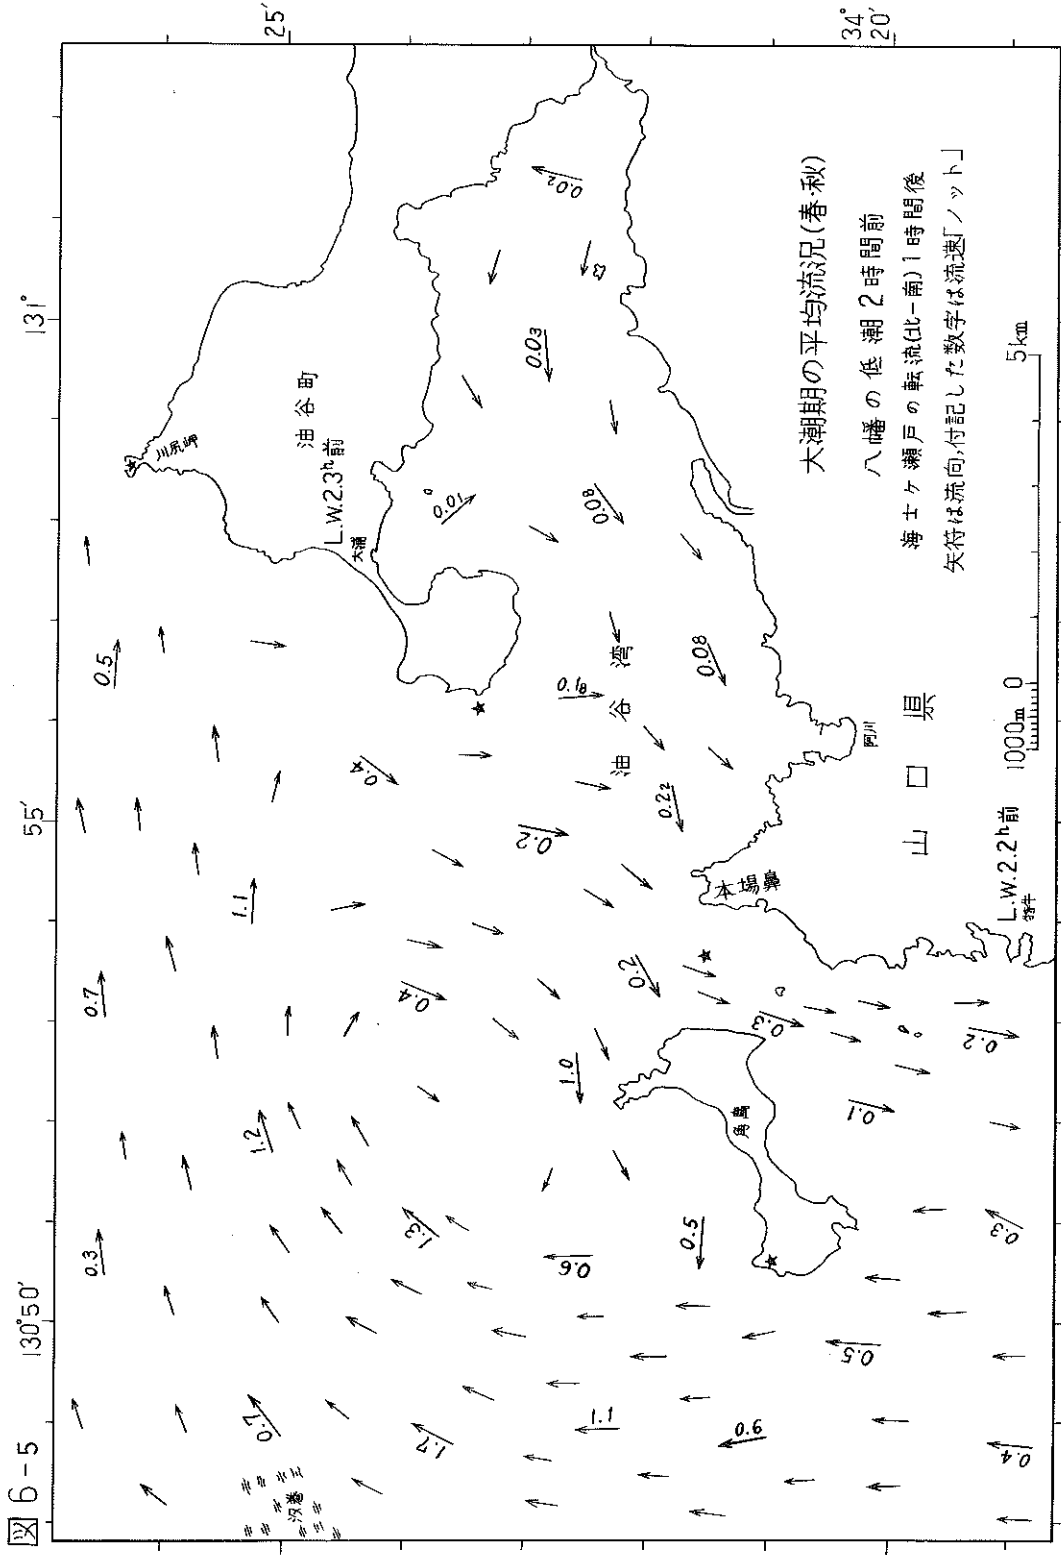 図 6-5
130°50′
55′
131°
25′
34°
20′
川尻岬
油谷町
L.W.2.3ʰ前
大浦
油 谷 湾
角島
本場鼻
阿川
山 口 県
L.W.2.2ʰ前
特牛
汐巻
大潮期の平均流況(春・秋)
八幡の低潮2時間前
海士ケ瀬戸の転流(北-南)1時間後
矢符は流向,付記した数字は流速「ノット」
1000m 0 5km
0.3
0.7
0.5
0.7
1.2
1.1
1.7
1.3
0.4
0.4
0.01
0.02
1.1
0.6
1.0
0.2
0.18
0.03
0.08
0.6
0.5
0.2
0.22
0.08
0.5
0.1
0.3
0.4
0.3
0.2